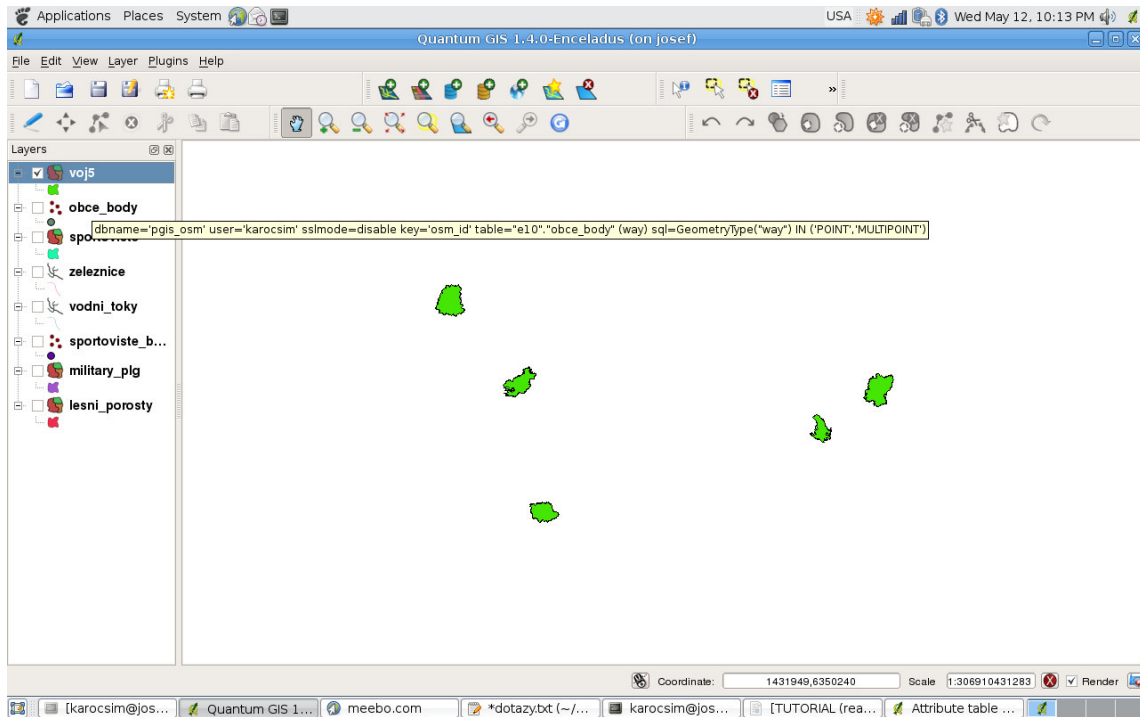 Applications Places System USA Wed May 12, 10:13 PM
Quantum GIS 1.4.0-Enceladus (on josef)
File Edit View Layer Plugins Help
»
Layers
voj5
obce_body
dbname='pgis_osm' user='karocsim' sslmode=disable key='osm_id' table="e10"."obce_body" (way) sql=GeometryType("way") IN ('POINT','MULTIPOINT')
zeleznice
vodni_toky
sportoviste_b...
military_plg
lesni_porosty
Coordinate: 1431949,6350240 Scale 1:306910431283 Render
[karocsim@jos... Quantum GIS 1... meebo.com *dotazy.txt (~/... karocsim@jos... [TUTORIAL (rea... Attribute table ...